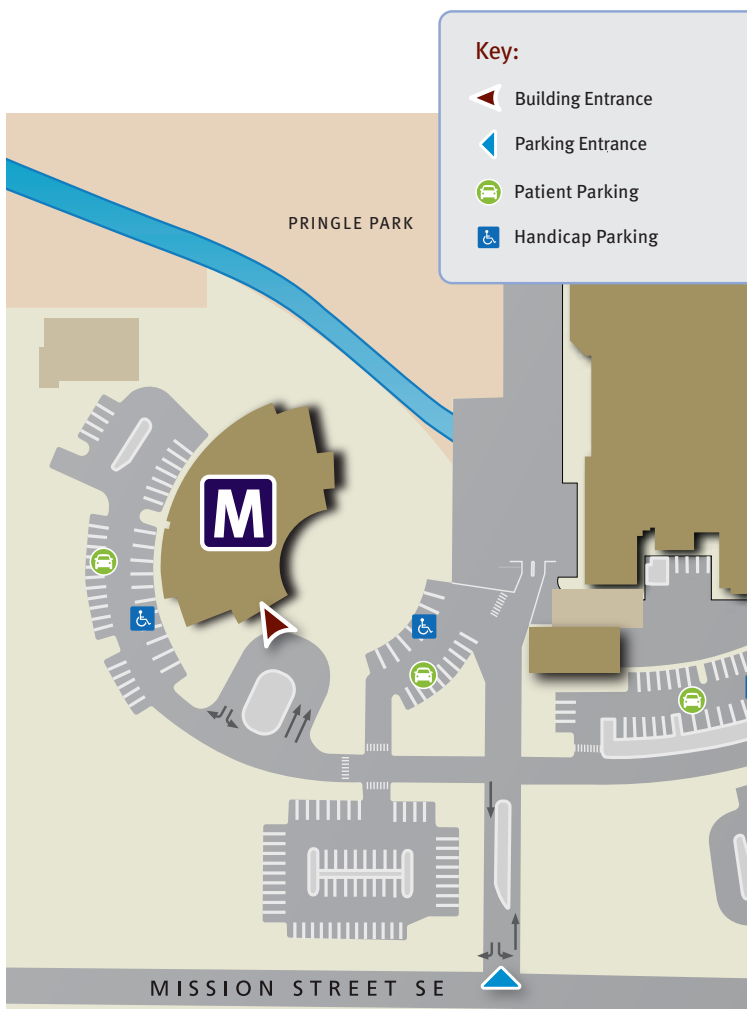 Key:
Building Entrance
Parking Entrance
Patient Parking
Handicap Parking
PRINGLE PARK
M
MISSION STREET SE